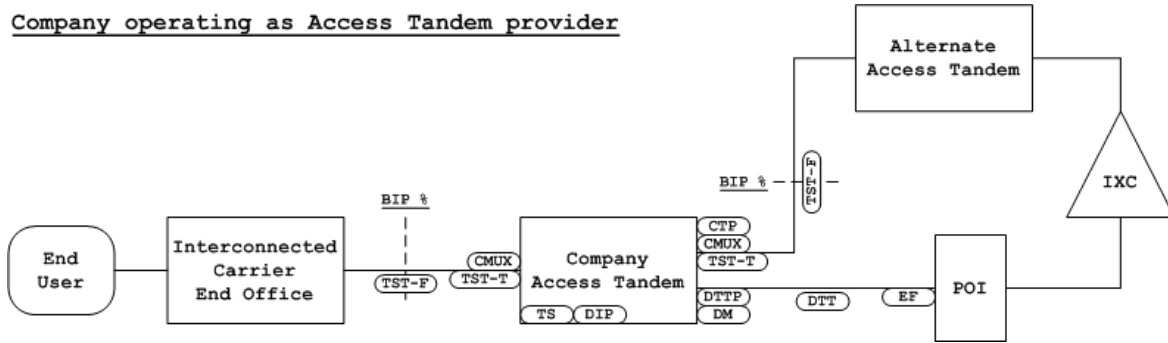 Company operating as Access Tandem provider
Alternate
Access Tandem
TST-F
BIP %
IXC
BIP %
End
User
Interconnected
Carrier
End Office
TST-F
CMUX
TST-T
Company
Access Tandem
TS
DIP
CTP
CMUX
TST-T
DTTP
DM
DTT
EF
POI